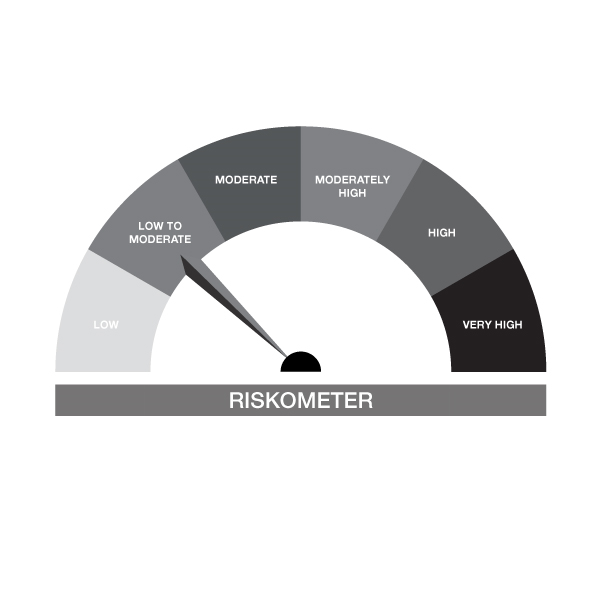 MODERATE
MODERATELY
HIGH
LOW TO
MODERATE
HIGH
LOW
VERY HIGH
RISKOMETER